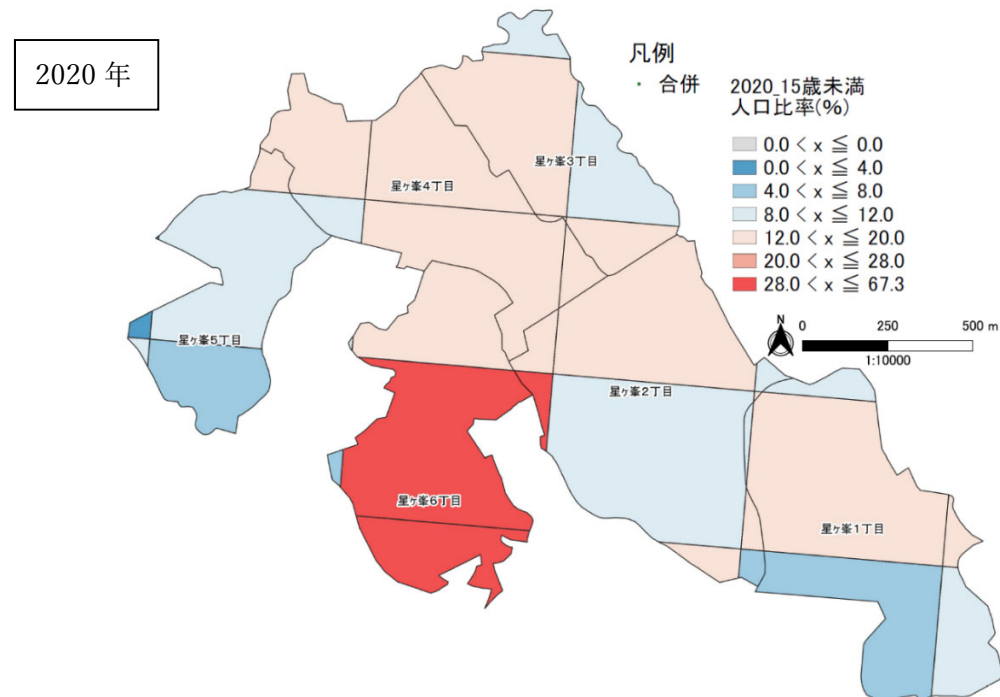 2020 年
凡例
・ 合併
2020_15歳未満
人口比率(%)
0.0 < x ≦ 0.0
0.0 < x ≦ 4.0
4.0 < x ≦ 8.0
8.0 < x ≦ 12.0
12.0 < x ≦ 20.0
20.0 < x ≦ 28.0
28.0 < x ≦ 67.3
N
0 250 500 m
1:10000
星ヶ峯3丁目
星ヶ峯4丁目
星ヶ峯5丁目
星ヶ峯2丁目
星ヶ峯6丁目
星ヶ峯1丁目